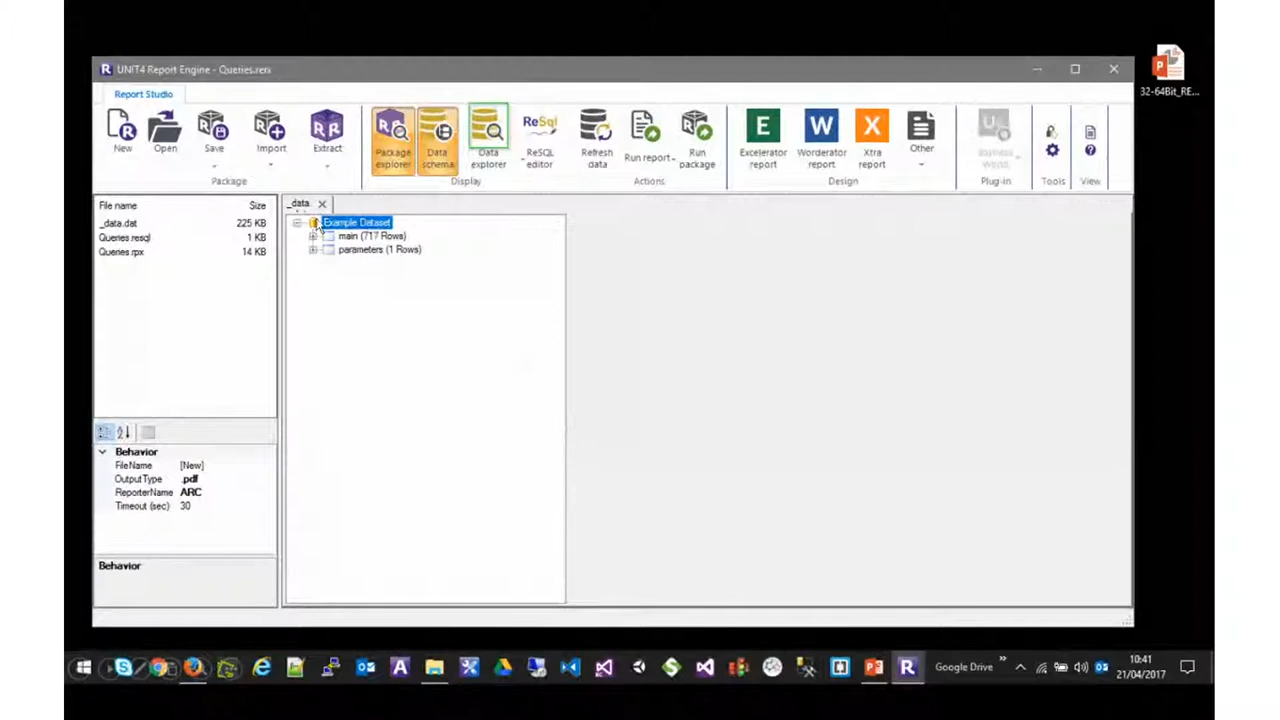 UNIT4 Report Engine - Queries.rerx
32-64Bit_RE...
Report Studio
New
Open
Save
Import
Extract
Package explorer
Data schema
Data explorer
ReSql
ReSQL editor
Refresh data
Run report
Run package
Excelerator report
Worderator report
Xtra report
Other
Package
Display
Actions
Design
Plug-in
Tools
View
File name Size
_data.dat 225 KB
Queries.resql 1 KB
Queries.rpx 14 KB
_data
Example Dataset
main (717 Rows)
parameters (1 Rows)
Behavior
FileName [New]
OutputType .pdf
ReporterName ARC
Timeout (sec) 30
Behavior
Google Drive
10:41
21/04/2017